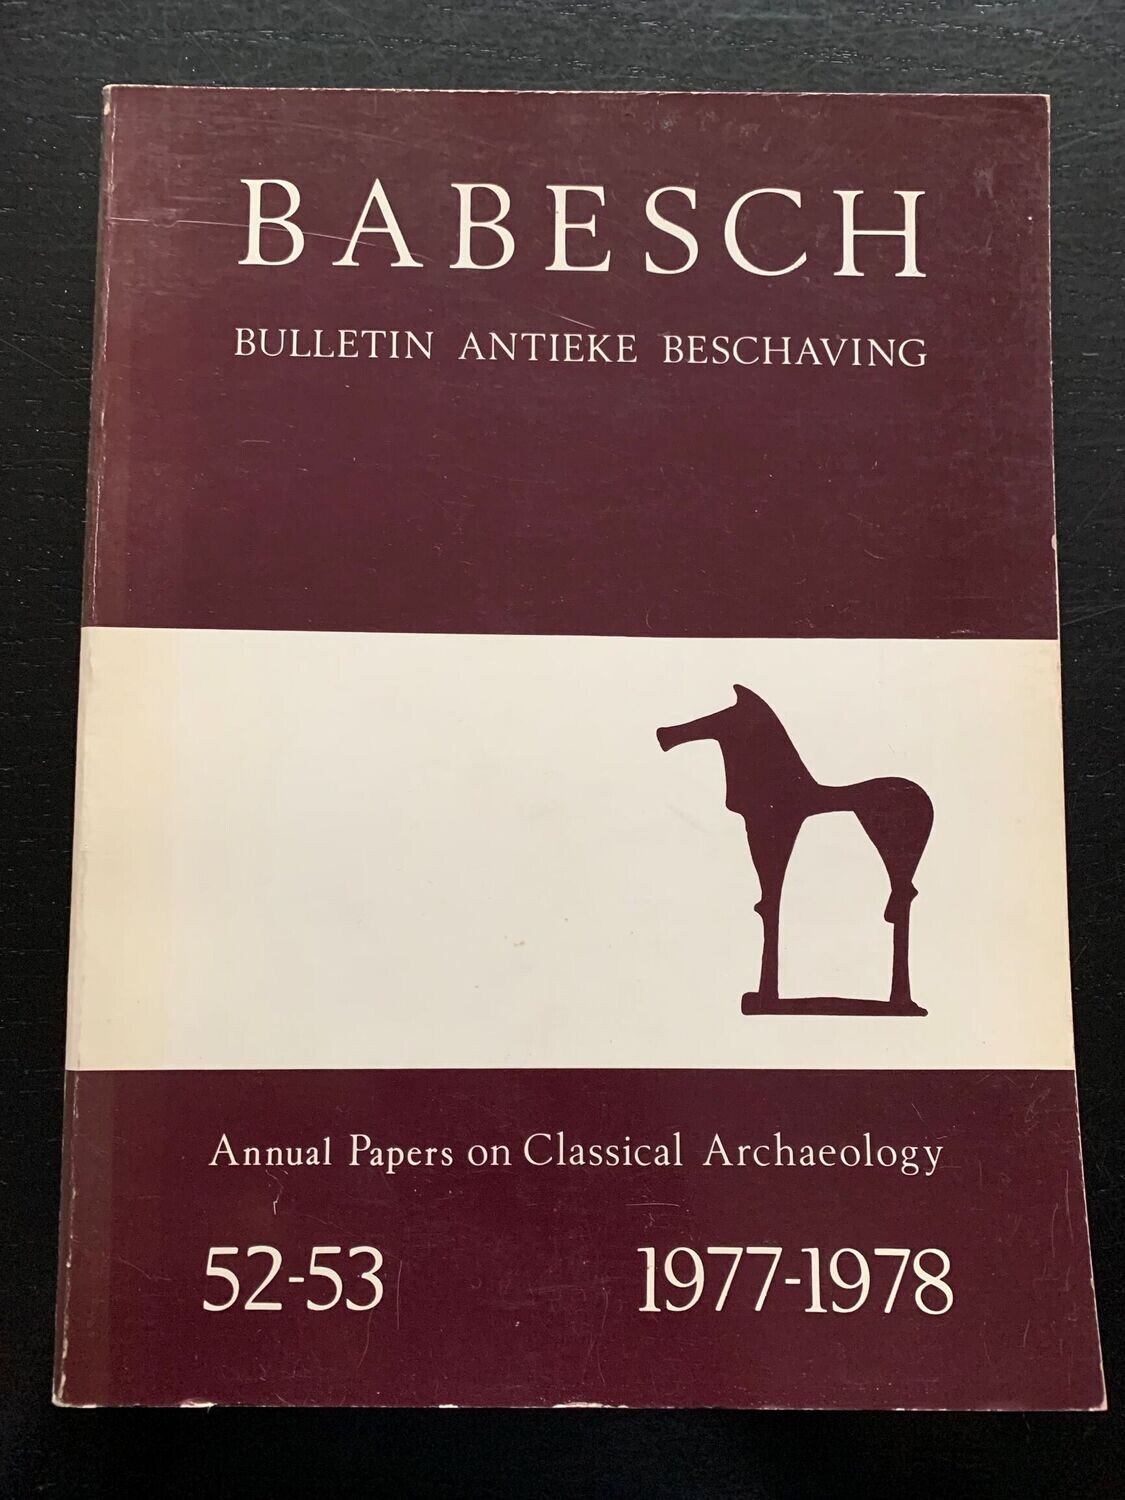 BABESCH
BULLETIN ANTIEKE BESCHAVING
Annual Papers on Classical Archaeology
52-53 1977-1978